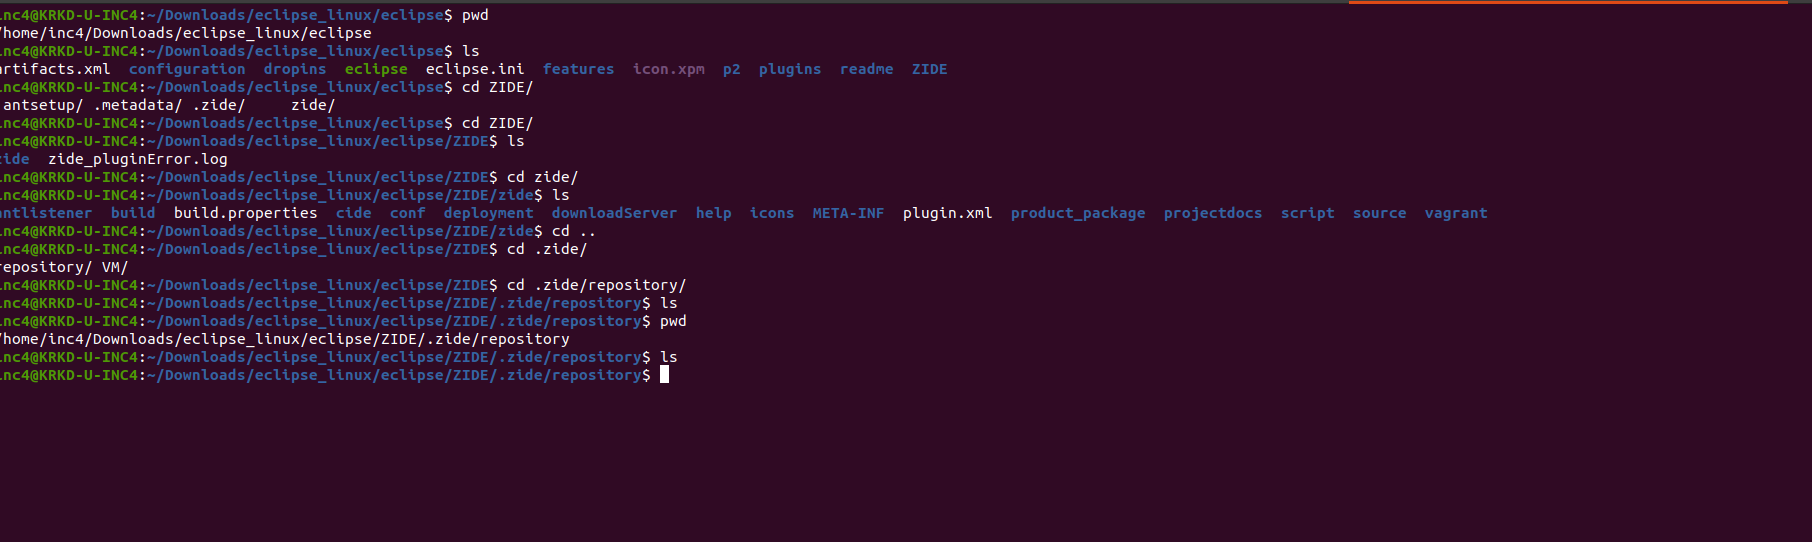 inc4@KRKD-U-INC4:~/Downloads/eclipse_linux/eclipse$ pwd
/home/inc4/Downloads/eclipse_linux/eclipse
inc4@KRKD-U-INC4:~/Downloads/eclipse_linux/eclipse$ ls
artifacts.xml configuration dropins eclipse eclipse.ini features icon.xpm p2 plugins readme ZIDE
inc4@KRKD-U-INC4:~/Downloads/eclipse_linux/eclipse$ cd ZIDE/
antsetup/ .metadata/ .zide/ zide/
inc4@KRKD-U-INC4:~/Downloads/eclipse_linux/eclipse$ cd ZIDE/
inc4@KRKD-U-INC4:~/Downloads/eclipse_linux/eclipse/ZIDE$ ls
zide zide_pluginError.log
inc4@KRKD-U-INC4:~/Downloads/eclipse_linux/eclipse/ZIDE$ cd zide/
inc4@KRKD-U-INC4:~/Downloads/eclipse_linux/eclipse/ZIDE/zide$ ls
antlistener build build.properties cide conf deployment downloadServer help icons META-INF plugin.xml product_package projectdocs script source vagrant
inc4@KRKD-U-INC4:~/Downloads/eclipse_linux/eclipse/ZIDE/zide$ cd ..
inc4@KRKD-U-INC4:~/Downloads/eclipse_linux/eclipse/ZIDE$ cd .zide/
repository/ VM/
inc4@KRKD-U-INC4:~/Downloads/eclipse_linux/eclipse/ZIDE$ cd .zide/repository/
inc4@KRKD-U-INC4:~/Downloads/eclipse_linux/eclipse/ZIDE/.zide/repository$ ls
inc4@KRKD-U-INC4:~/Downloads/eclipse_linux/eclipse/ZIDE/.zide/repository$ pwd
/home/inc4/Downloads/eclipse_linux/eclipse/ZIDE/.zide/repository
inc4@KRKD-U-INC4:~/Downloads/eclipse_linux/eclipse/ZIDE/.zide/repository$ ls
inc4@KRKD-U-INC4:~/Downloads/eclipse_linux/eclipse/ZIDE/.zide/repository$